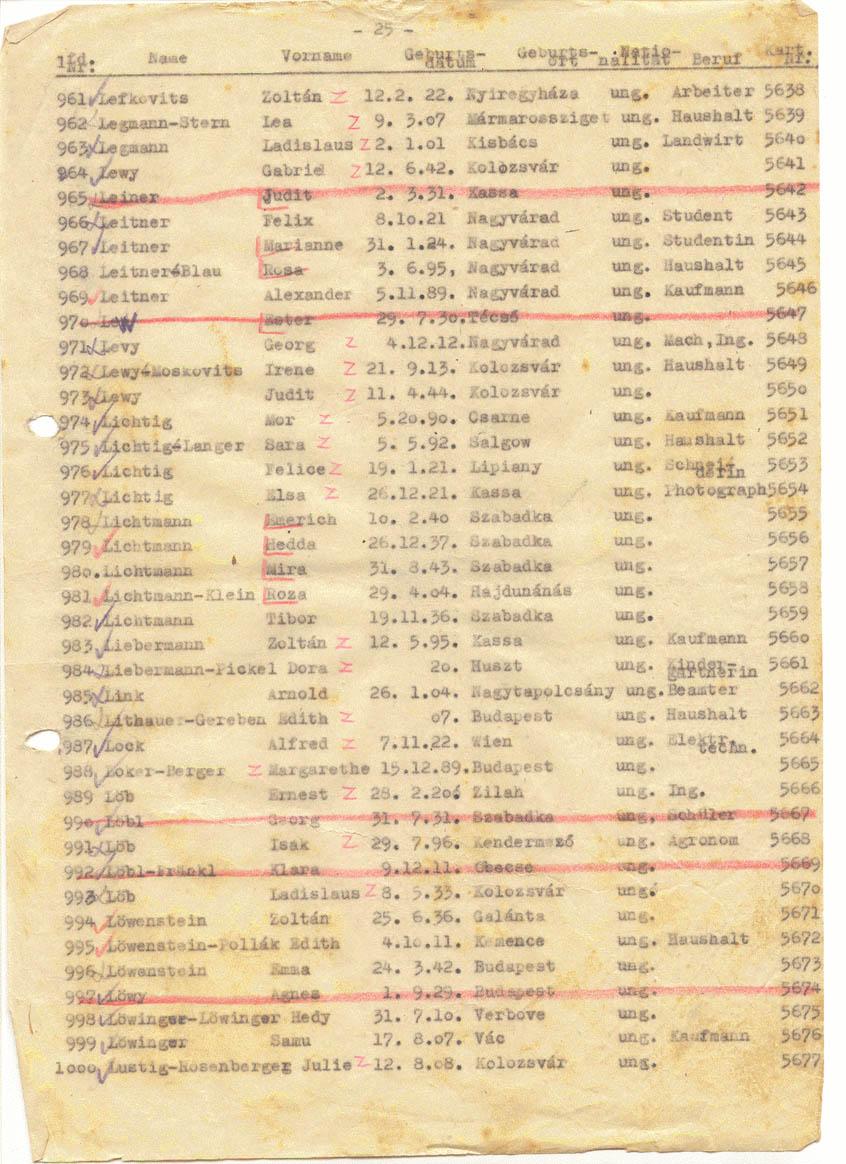 - 25 -
lfd. Nr: Name Vorname Geburts-datum Geburts-ort Natio-nalität Beruf Kart. Nr.
961 Lefkovits Zoltán Z 12.2. 22. Nyiregyháza ung. Arbeiter 5638
962 Legmann-Stern Lea Z 9. 3.07 Mármarossziget ung. Haushalt 5639
963 Legmann Ladislaus Z 2. 1.01 Kisbács ung. Landwirt 5640
964 Lewy Gabriel Z 12. 6.42. Kolozsvár ung. 5641
965 Leiner Judit 2. 3.31. Kassa ung. 5642
966 Leitner Felix 8.10.21 Nagyvárad ung. Student 5643
967 Leitner Marianne 31. 1.24. Nagyvárad ung. Studentin 5644
968 Leitner-Blau Rosa 3. 6.95, Nagyvárad ung. Haushalt 5645
969 Leitner Alexander 5.11.89. Nagyvárad ung. Kaufmann 5646
970 Ester 29. 7.30. Técsö ung. 5647
971 Levy Georg Z 4.12.12. Nagyvárad ung. Mach,Ing. 5648
972 Lewy-Moskovits Irene Z 21. 9.13. Kolozsvár ung. Haushalt 5649
973 Lewy Judit Z 11. 4.44. Kolozsvár ung. 5650
974 Lichtig Mor Z 5.20.90. Csarne ung. Kaufmann 5651
975 Lichtig-Langer Sara Z 5. 5.92. Salgow ung. Haushalt 5652
976 Lichtig Felice Z 19. 1.21. Lipiany ung. Schneiderin 5653
977 Lichtig Elsa Z 26.12.21. Kassa ung. Photograph 5654
978 Lichtmann Emerich 10. 2.40 Szabadka ung. 5655
979 Lichtmann Hedda 26.12.37. Szabadka ung. 5656
980. Lichtmann Mira 31. 8.43. Szabadka ung. 5657
981 Lichtmann-Klein Roza 29. 4.04. Hajdunánás ung. 5658
982 Lichtmann Tibor 19.11.36. Szabadka ung. 5659
983 Liebermann Zoltán Z 12. 5.95. Kassa ung. Kaufmann 5660
984 Liebermann-Pickel Dora Z 20. Huszt ung. Kinder-gärtnerin 5661
985 Link Arnold 26. 1.04. Nagytapolcsány ung. Beamter 5662
986 Lithauer-Gereben Edith Z 07. Budapest ung. Haushalt 5663
987 Lock Alfred Z 7.11.22. Wien ung. Elektr. techn. 5664
988 Loker-Berger Z Margarethe 15.12.89. Budapest ung. 5665
989 Löb Ernest Z 28. 2.20 Zilah ung. Ing. 5666
990 Löbl Georg 31. 7.31. Szabadka ung, Schüler 5667
991 Löb Isak Z 29. 7.96. Kendermező ung. Agronom 5668
992 Löbl-Fränkl Klara 9.12.11. Obecse ung. 5669
993 Löb Ladislaus Z 8. 5.33. Kolozsvár ung. 5670
994 Löwenstein Zoltán 25. 6.36. Galánta ung. 5671
995 Löwenstein-Pollák Edith 4.10.11. Kemence ung. Haushalt 5672
996 Löwenstein Emma 24. 3.42. Budapest ung. 5673
997 Löwy Agnes 1. 9.29. Budapest ung. 5674
998 Löwinger-Löwinger Hedy 31. 7.10. Verbove ung. 5675
999 Löwinger Samu 17. 8.07. Vác ung. Kaufmann 5676
1000 Lustig-Rosenberger Julie Z 12. 8.08. Kolozsvár ung. 5677